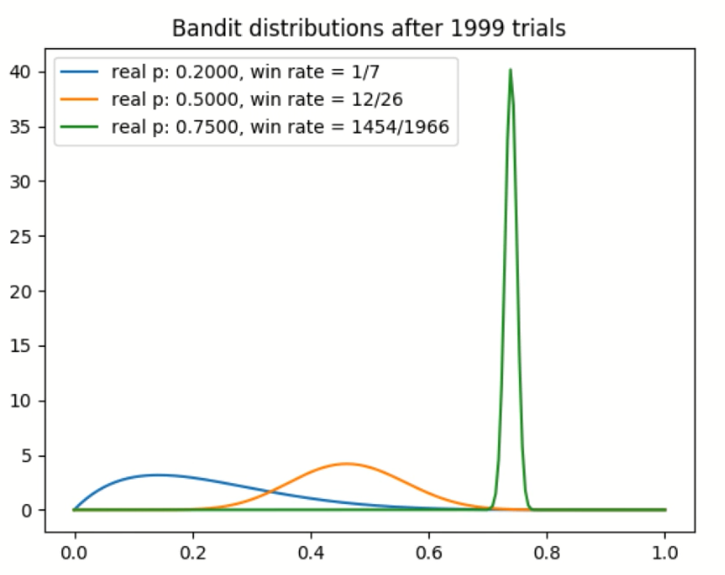 Bandit distributions after 1999 trials
real p: 0.2000, win rate = 1/7
real p: 0.5000, win rate = 12/26
real p: 0.7500, win rate = 1454/1966
40
35
30
25
20
15
10
5
0
0.0 0.2 0.4 0.6 0.8 1.0